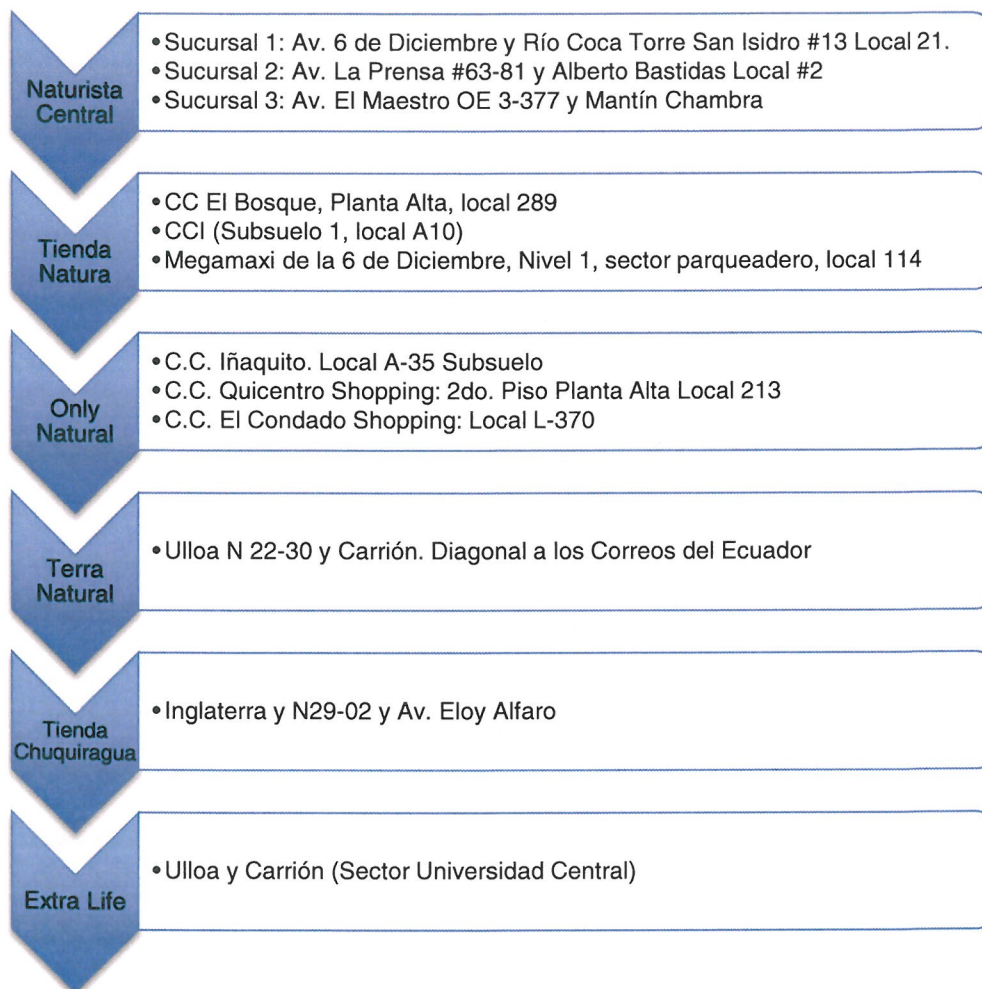 Naturista
Central
•Sucursal 1: Av. 6 de Diciembre y Río Coca Torre San Isidro #13 Local 21.
•Sucursal 2: Av. La Prensa #63-81 y Alberto Bastidas Local #2
•Sucursal 3: Av. El Maestro OE 3-377 y Mantín Chambra
Tienda
Natura
•CC El Bosque, Planta Alta, local 289
•CCI (Subsuelo 1, local A10)
•Megamaxi de la 6 de Diciembre, Nivel 1, sector parqueadero, local 114
Only
Natural
•C.C. Iñaquito. Local A-35 Subsuelo
•C.C. Quicentro Shopping: 2do. Piso Planta Alta Local 213
•C.C. El Condado Shopping: Local L-370
Terra
Natural
•Ulloa N 22-30 y Carrión. Diagonal a los Correos del Ecuador
Tienda
Chuquiragua
•Inglaterra y N29-02 y Av. Eloy Alfaro
Extra Life
•Ulloa y Carrión (Sector Universidad Central)